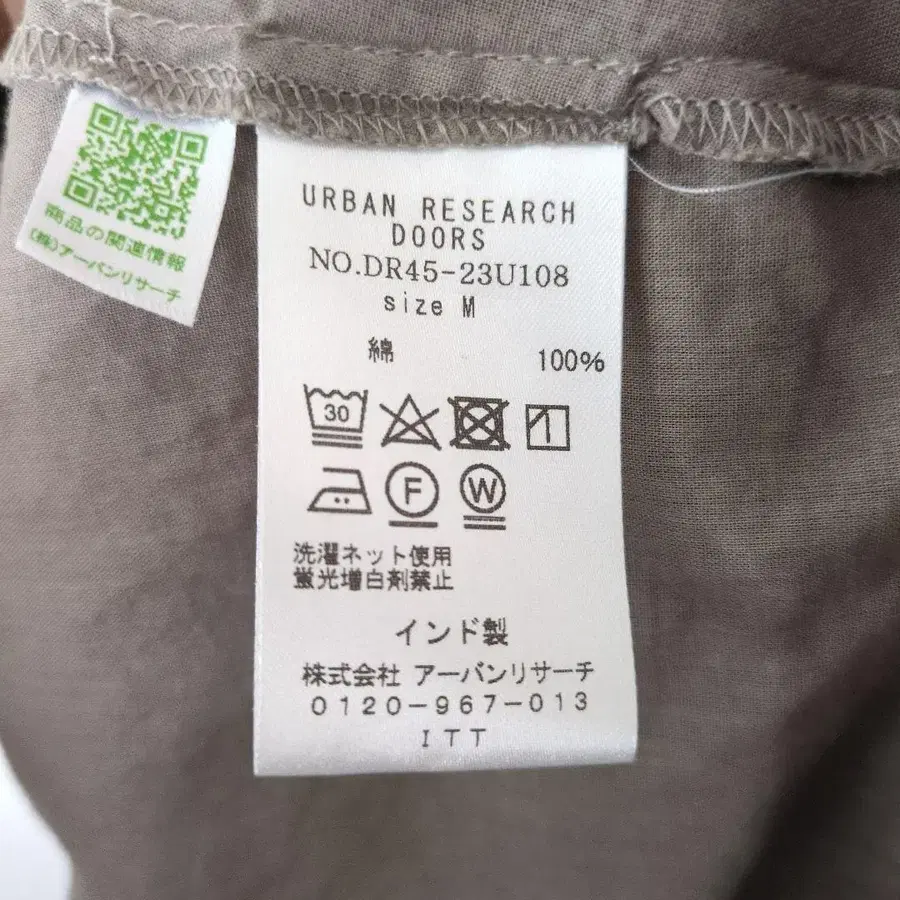 商品の関連情報
(株)アーバンリサーチ
URBAN RESEARCH
DOORS
NO.DR45-23U108
size M
綿 100%
30
F W
洗濯ネット使用
蛍光増白剤禁止
インド製
株式会社 アーバンリサーチ
0120-967-013
ITT